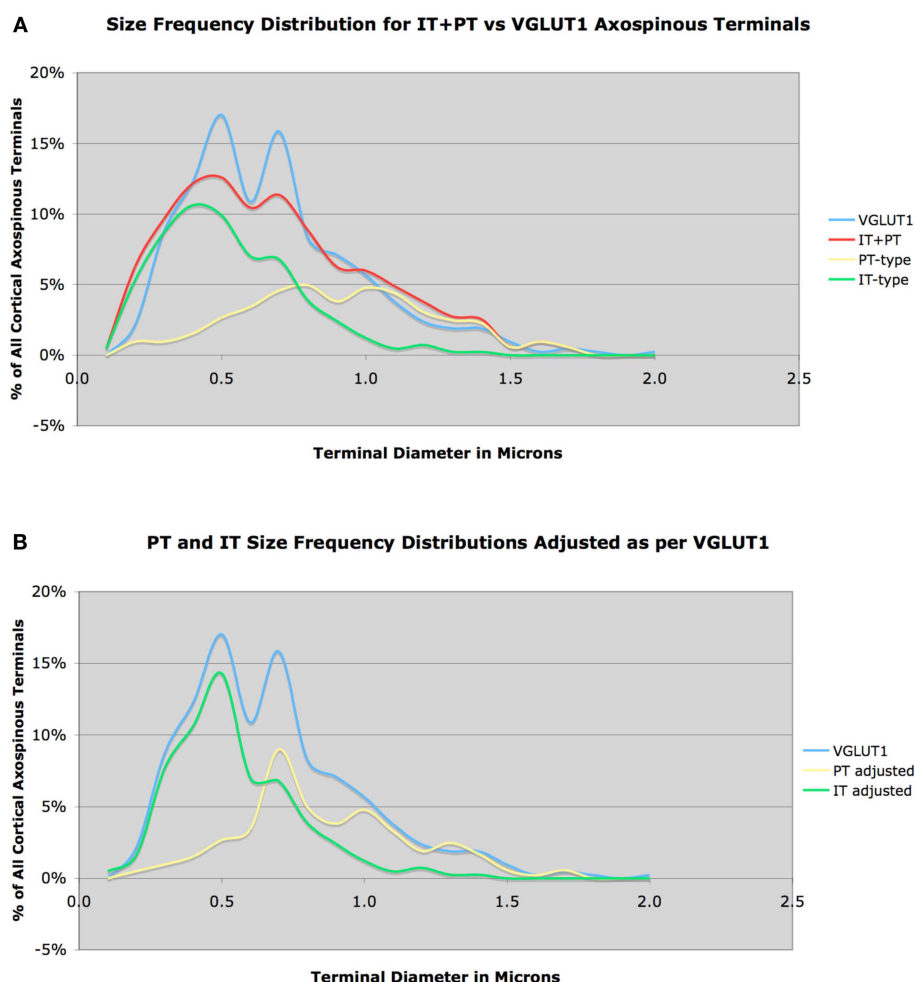 A
Size Frequency Distribution for IT+PT vs VGLUT1 Axospinous Terminals
% of All Cortical Axospinous Terminals
20%
15%
10%
5%
0%
-5%
0.0
0.5
1.0
1.5
2.0
2.5
Terminal Diameter in Microns
VGLUT1
IT+PT
PT-type
IT-type
B
PT and IT Size Frequency Distributions Adjusted as per VGLUT1
% of All Cortical Axospinous Terminals
20%
15%
10%
5%
0%
-5%
0.0
0.5
1.0
1.5
2.0
2.5
Terminal Diameter in Microns
VGLUT1
PT adjusted
IT adjusted